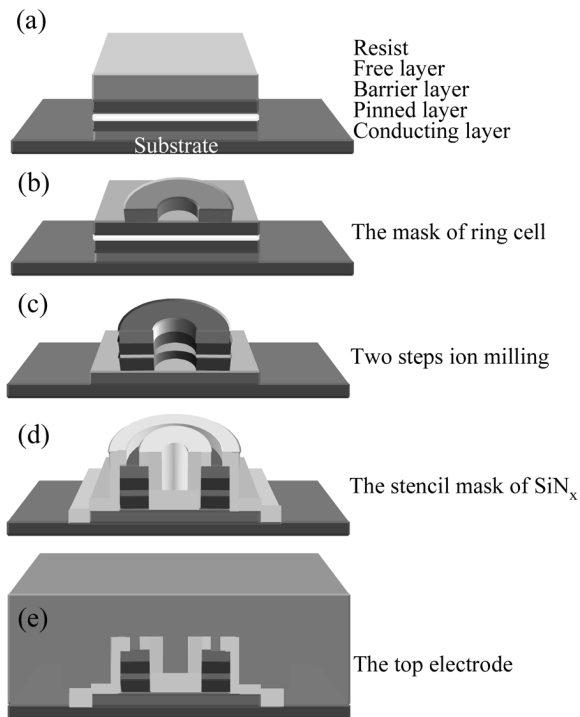 (a)
Resist
Free layer
Barrier layer
Pinned layer
Conducting layer
Substrate
(b)
The mask of ring cell
(c)
Two steps ion milling
(d)
The stencil mask of SiNx
(e)
The top electrode